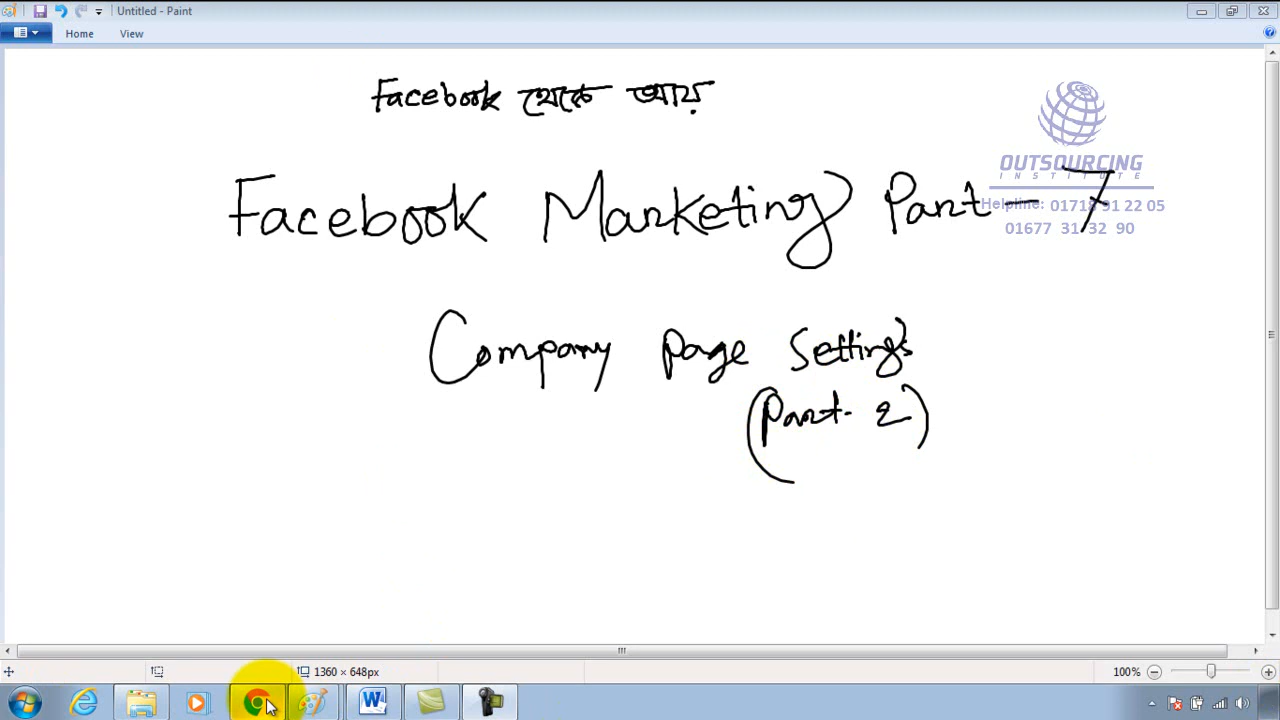 Untitled - Paint
Home View
Facebook থেকে আয়
Facebook Marketing Part - 7
OUTSOURCING
INSTITUTE
Helpline: 01718 91 22 05
01677 31 32 90
Company Page Settings
(Part - 2)
1360 × 648px
100%